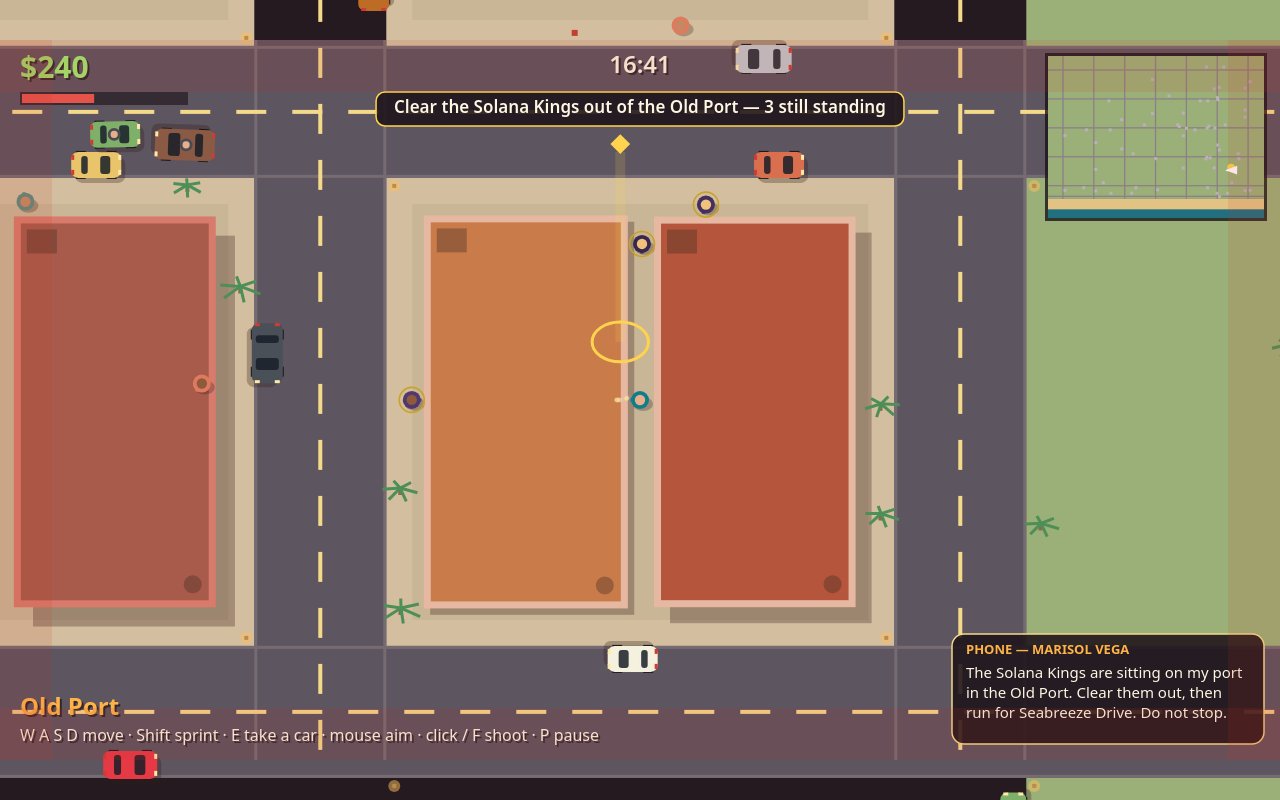 $240
16:41
Clear the Solana Kings out of the Old Port — 3 still standing
PHONE — MARISOL VEGA
The Solana Kings are sitting on my port
in the Old Port. Clear them out, then
run for Seabreeze Drive. Do not stop.
Old Port
W A S D move · Shift sprint · E take a car · mouse aim · click / F shoot · P pause